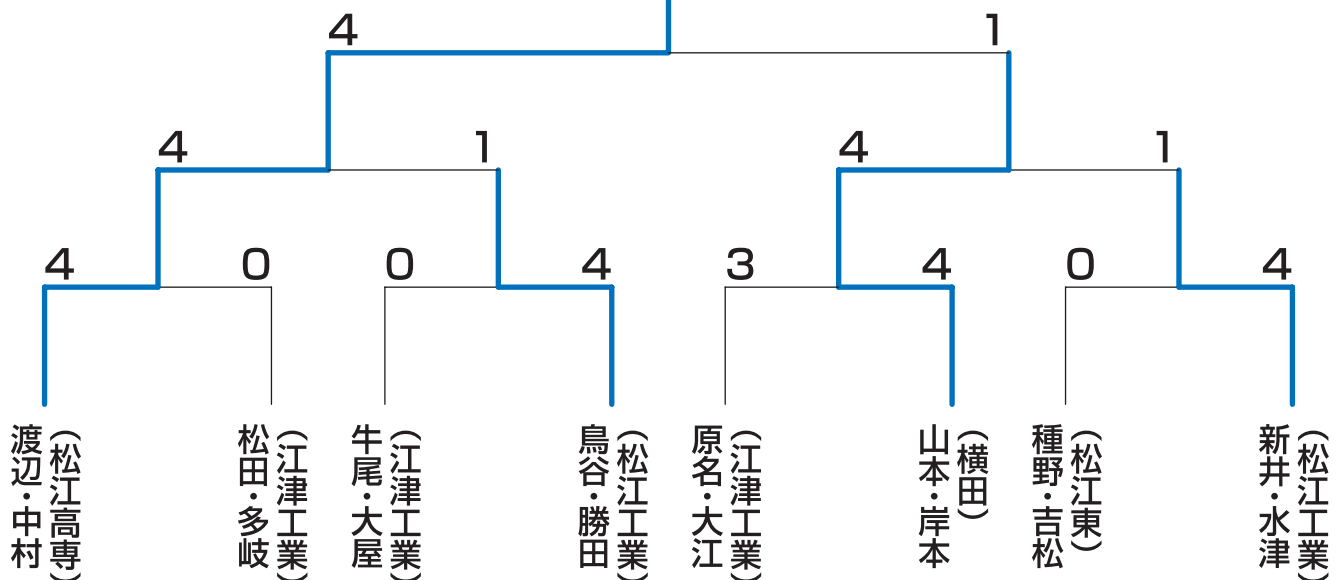 4 1
4 1 4 1
4 0 0 4 3 4 0 4
渡辺・中村
(松江高専)
松田・多岐
(江津工業)
牛尾・大屋
(江津工業)
鳥谷・勝田
(松江工業)
原名・大江
(江津工業)
山本・岸本
(横田)
種野・吉松
(松江東)
新井・水津
(松江工業)